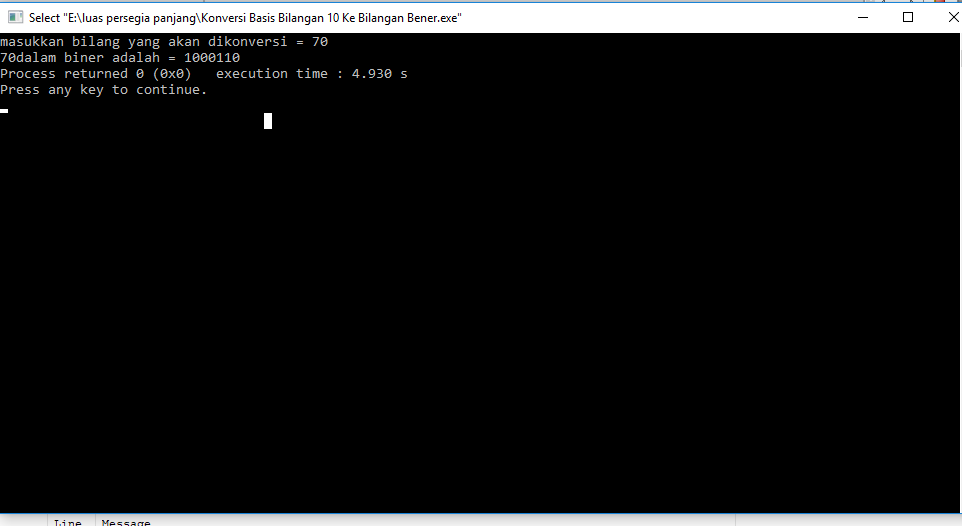 Select "E:\luas persegia panjang\Konversi Basis Bilangan 10 Ke Bilangan Bener.exe"
masukkan bilang yang akan dikonversi = 70
70dalam biner adalah = 1000110
Process returned 0 (0x0)   execution time : 4.930 s
Press any key to continue.
Line Message